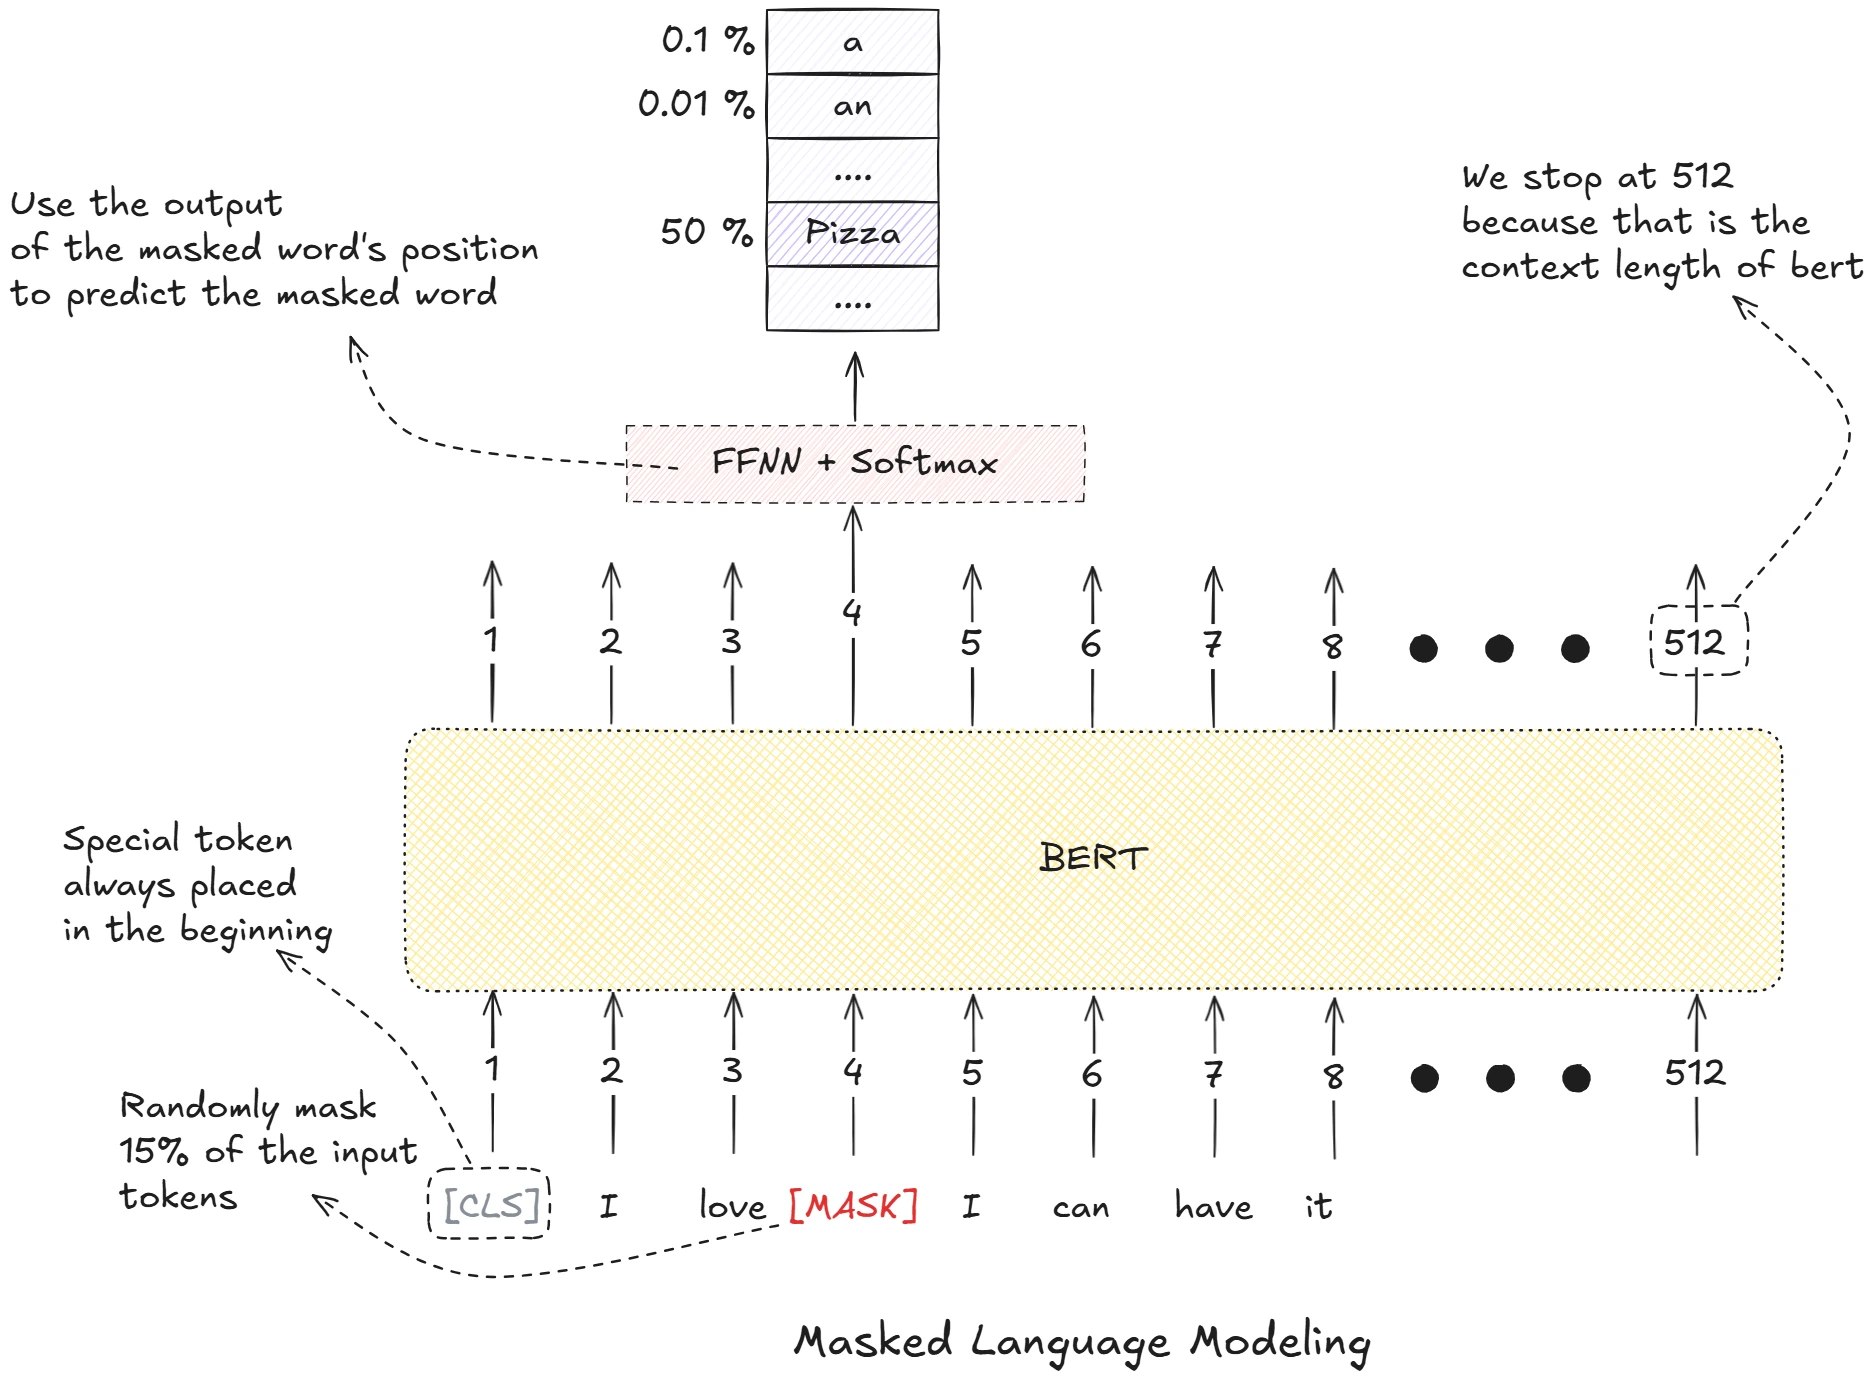 0.1 % a
0.01 % an
....
50 % Pizza
....
Use the output
of the masked word's position
to predict the masked word
We stop at 512
because that is the
context length of bert
FFNN + Softmax
1 2 3 4 5 6 7 8 512
BERT
Special token
always placed
in the beginning
1 2 3 4 5 6 7 8 512
Randomly mask
15% of the input
tokens
[CLS] I love [MASK] I can have it
Masked Language Modeling